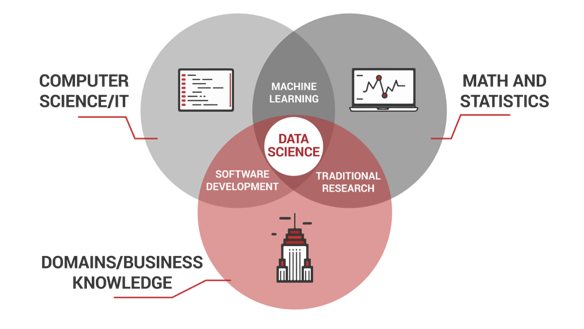 COMPUTER
SCIENCE/IT
MACHINE
LEARNING
MATH AND
STATISTICS
DATA
SCIENCE
SOFTWARE
DEVELOPMENT
TRADITIONAL
RESEARCH
DOMAINS/BUSINESS
KNOWLEDGE